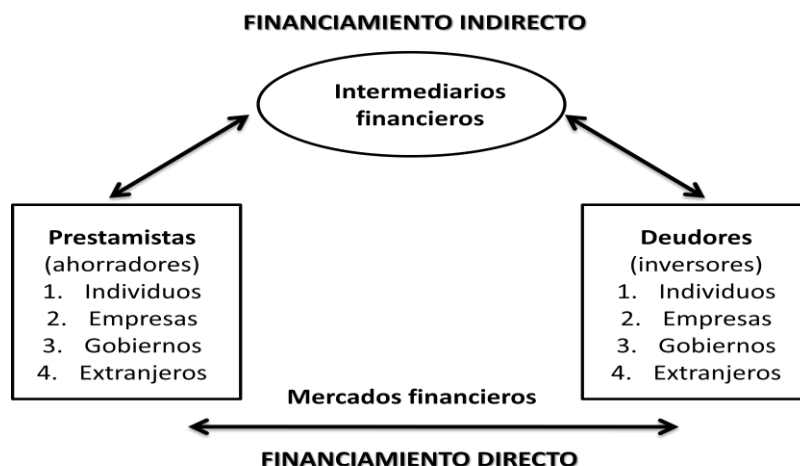 FINANCIAMIENTO INDIRECTO
Intermediarios
financieros
Prestamistas
(ahorradores)
1. Individuos
2. Empresas
3. Gobiernos
4. Extranjeros
Deudores
(inversores)
1. Individuos
2. Empresas
3. Gobiernos
4. Extranjeros
Mercados financieros
FINANCIAMIENTO DIRECTO